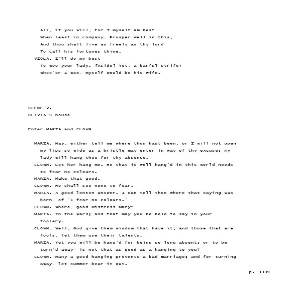 All, if you will, for I myself am best
When least in company. Prosper well in this,
And thou shalt live as freely as thy lord
To call his fortunes thine.
VIOLA. I'll do my best
To woo your lady. [Aside] Yet, a barful strife!
Whoe'er I woo, myself would be his wife.
SCENE V.
OLIVIA'S house
Enter MARIA and CLOWN
MARIA. Nay, either tell me where thou hast been, or I will not open
my lips so wide as a bristle may enter in way of thy excuse; my
lady will hang thee for thy absence.
CLOWN. Let her hang me. He that is well hang'd in this world needs
to fear no colours.
MARIA. Make that good.
CLOWN. He shall see none to fear.
MARIA. A good lenten answer. I can tell thee where that saying was
born, of 'I fear no colours.'
CLOWN. Where, good Mistress Mary?
MARIA. In the wars; and that may you be bold to say in your
foolery.
CLOWN. Well, God give them wisdom that have it; and those that are
fools, let them use their talents.
MARIA. Yet you will be hang'd for being so long absent; or to be
turn'd away- is not that as good as a hanging to you?
CLOWN. Many a good hanging prevents a bad marriage; and for turning
away, let summer bear it out.